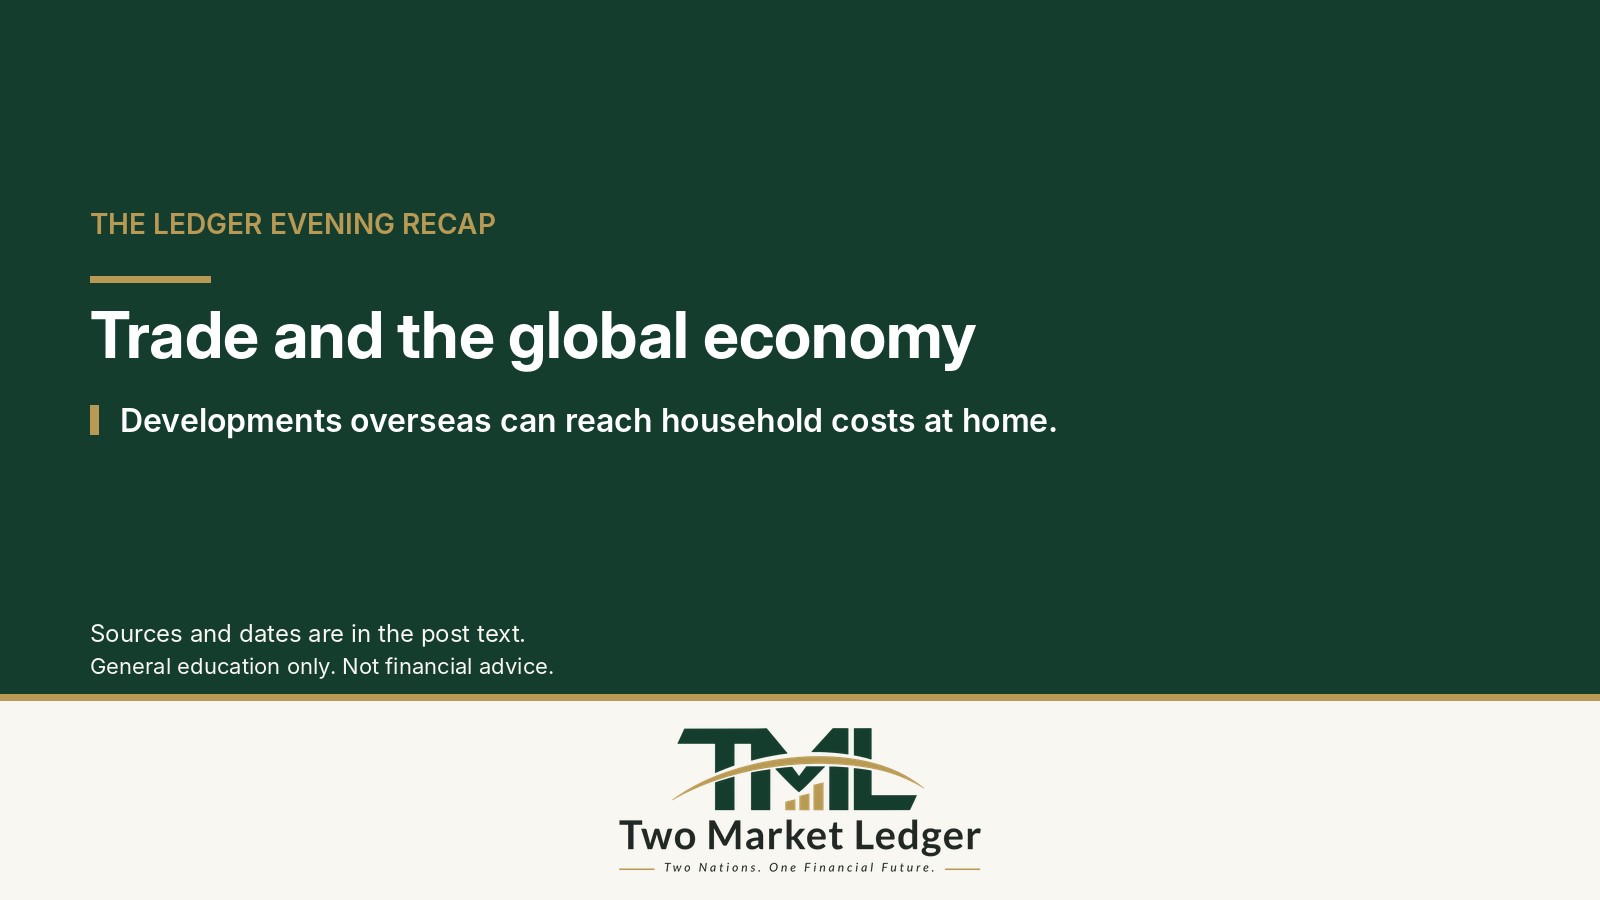 THE LEDGER EVENING RECAP
Trade and the global economy
Developments overseas can reach household costs at home.
Sources and dates are in the post text.
General education only. Not financial advice.
TML
Two Market Ledger
Two Nations. One Financial Future.